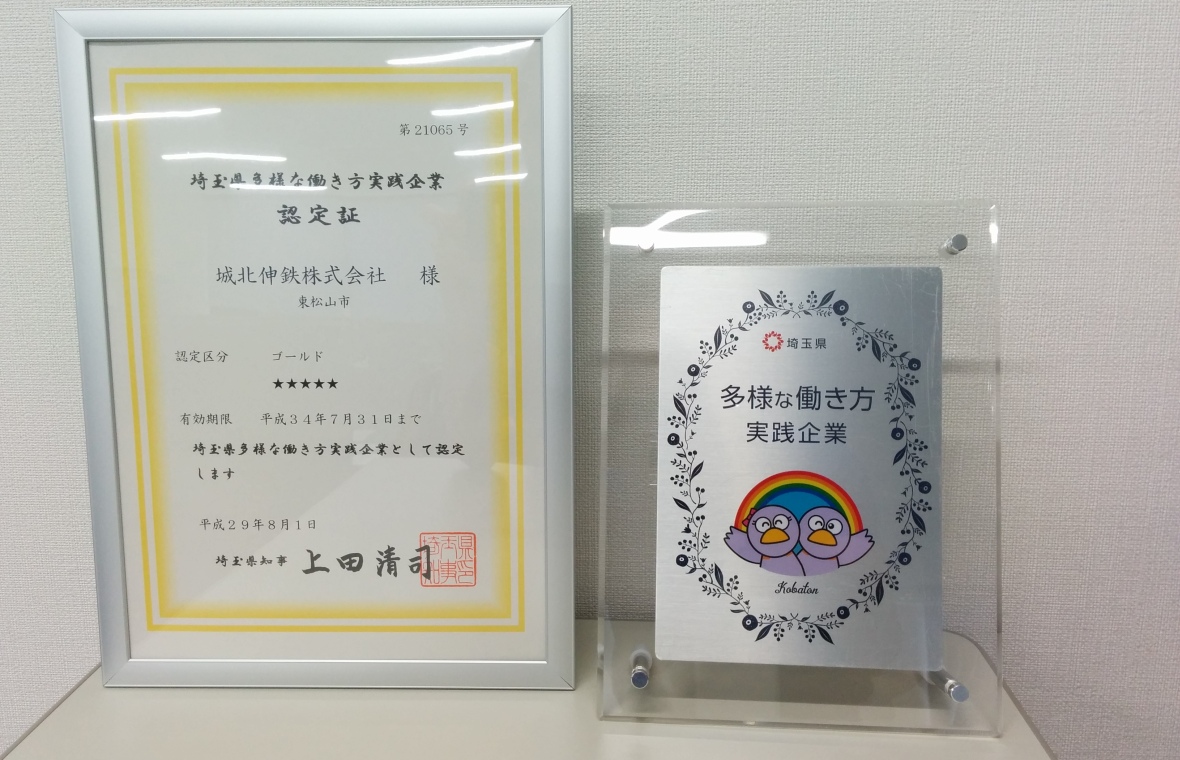 第21065号
埼玉県多様な働き方実践企業
認定証
城北伸鉄株式会社 様
東松山市
認定区分 ゴールド
★★★★★
有効期限 平成34年7月31日まで
埼玉県多様な働き方実践企業として認定
します
平成29年8月1日
埼玉県知事 上田清司
埼玉県
多様な働き方
実践企業
Kobaton